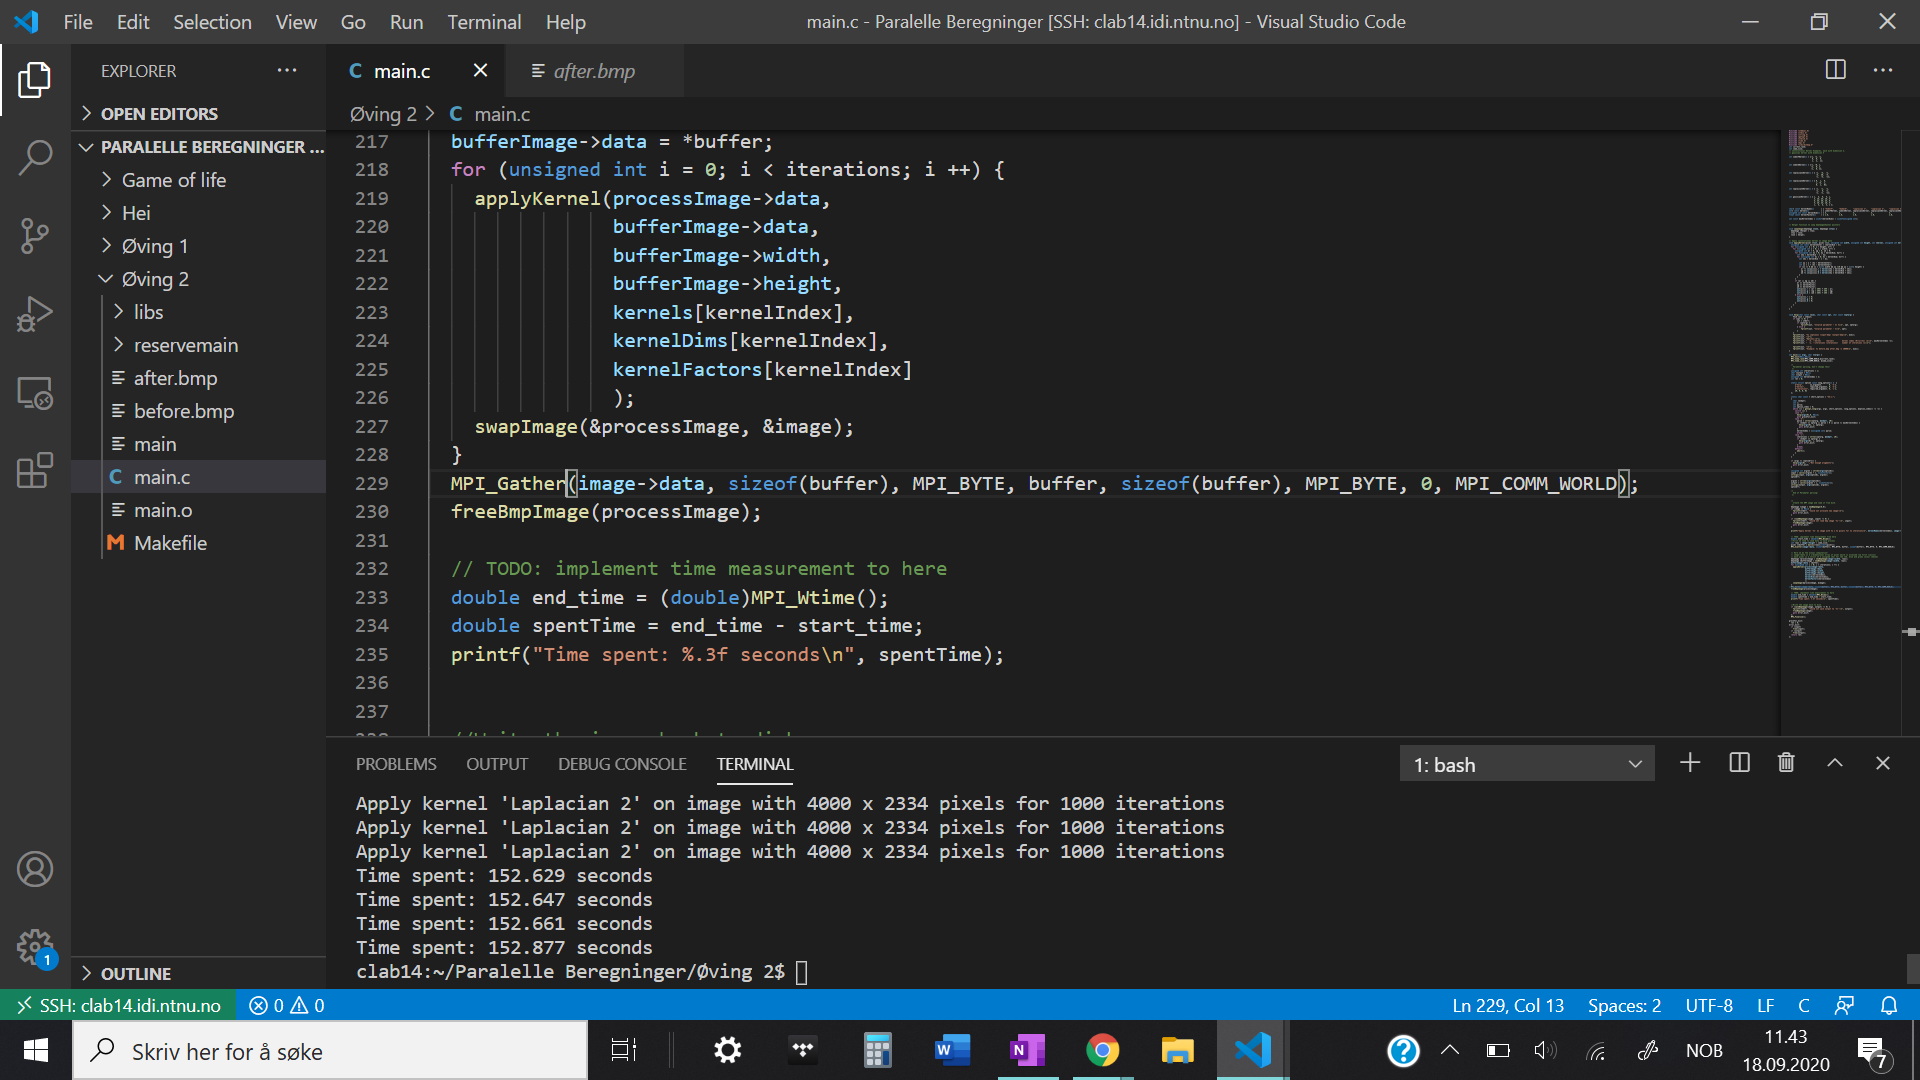 File Edit Selection View Go Run Terminal Help
main.c - Paralelle Beregninger [SSH: clab14.idi.ntnu.no] - Visual Studio Code
EXPLORER
OPEN EDITORS
PARALELLE BEREGNINGER ...
Game of life
Hei
Øving 1
Øving 2
libs
reservemain
after.bmp
before.bmp
main
C main.c
main.o
M Makefile
OUTLINE
C main.c
after.bmp
Øving 2 > C main.c
217 bufferImage->data = *buffer;
218 for (unsigned int i = 0; i < iterations; i ++) {
219 applyKernel(processImage->data,
220 bufferImage->data,
221 bufferImage->width,
222 bufferImage->height,
223 kernels[kernelIndex],
224 kernelDims[kernelIndex],
225 kernelFactors[kernelIndex]
226 );
227 swapImage(&processImage, &image);
228 }
229 MPI_Gather(image->data, sizeof(buffer), MPI_BYTE, buffer, sizeof(buffer), MPI_BYTE, 0, MPI_COMM_WORLD);
230 freeBmpImage(processImage);
231
232 // TODO: implement time measurement to here
233 double end_time = (double)MPI_Wtime();
234 double spentTime = end_time - start_time;
235 printf("Time spent: %.3f seconds\n", spentTime);
236
237
PROBLEMS OUTPUT DEBUG CONSOLE TERMINAL
1: bash
Apply kernel 'Laplacian 2' on image with 4000 x 2334 pixels for 1000 iterations
Apply kernel 'Laplacian 2' on image with 4000 x 2334 pixels for 1000 iterations
Apply kernel 'Laplacian 2' on image with 4000 x 2334 pixels for 1000 iterations
Time spent: 152.629 seconds
Time spent: 152.647 seconds
Time spent: 152.661 seconds
Time spent: 152.877 seconds
clab14:~/Paralelle Beregninger/Øving 2$
1
SSH: clab14.idi.ntnu.no 0 0
Ln 229, Col 13 Spaces: 2 UTF-8 LF C
Skriv her for å søke
NOB
11.43
18.09.2020
7